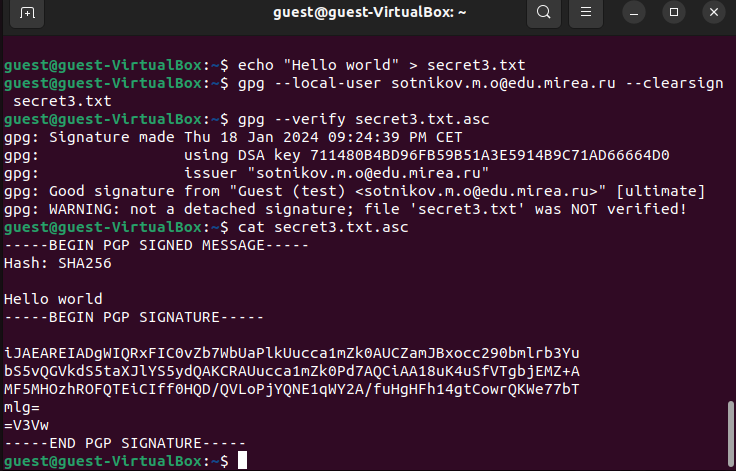 guest@guest-VirtualBox: ~
guest@guest-VirtualBox:~$ echo "Hello world" > secret3.txt
guest@guest-VirtualBox:~$ gpg --local-user sotnikov.m.o@edu.mirea.ru --clearsign
secret3.txt
guest@guest-VirtualBox:~$ gpg --verify secret3.txt.asc
gpg: Signature made Thu 18 Jan 2024 09:24:39 PM CET
gpg:                using DSA key 711480B4BD96FB59B51A3E5914B9C71AD66664D0
gpg:                issuer "sotnikov.m.o@edu.mirea.ru"
gpg: Good signature from "Guest (test) <sotnikov.m.o@edu.mirea.ru>" [ultimate]
gpg: WARNING: not a detached signature; file 'secret3.txt' was NOT verified!
guest@guest-VirtualBox:~$ cat secret3.txt.asc
-----BEGIN PGP SIGNED MESSAGE-----
Hash: SHA256
Hello world
-----BEGIN PGP SIGNATURE-----
iJAEAREIADgWIQRxFIC0vZb7WbUaPlkUucca1mZk0AUCZamJBxocc290bmlrb3Yu
bS5vQGVkdS5taXJlYS5ydQAKCRAUucca1mZk0Pd7AQCiAA18uK4uSfVTgbjEMZ+A
MF5MHOzhROFQTEiCIff0HQD/QVLoPjYQNE1qWY2A/fuHgHFh14gtCowrQKWe77bT
mlg=
=V3Vw
-----END PGP SIGNATURE-----
guest@guest-VirtualBox:~$